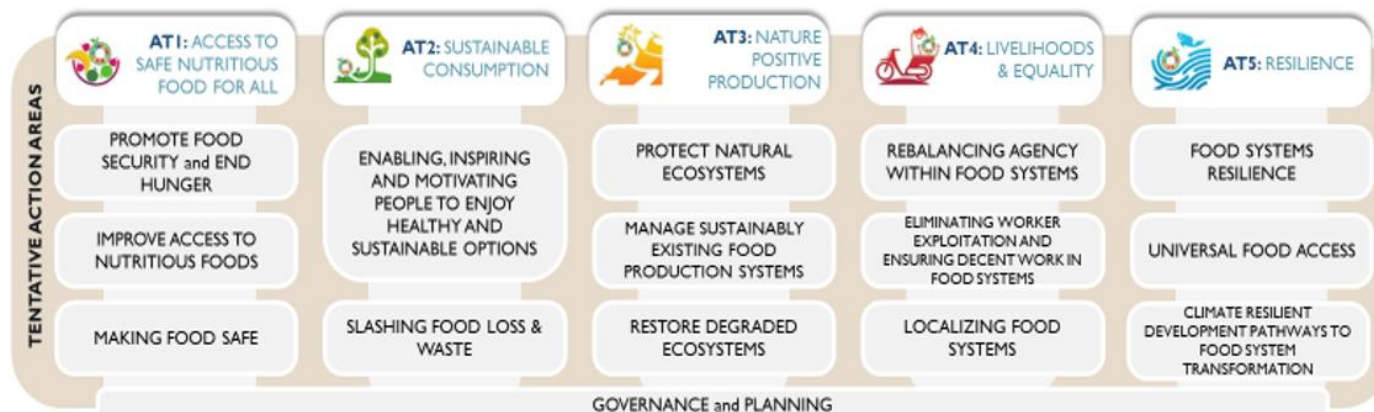 TENTATIVE ACTION AREAS
AT1: ACCESS TO
SAFE NUTRITIOUS
FOOD FOR ALL
PROMOTE FOOD
SECURITY and END
HUNGER
IMPROVE ACCESS TO
NUTRITIOUS FOODS
MAKING FOOD SAFE
AT2: SUSTAINABLE
CONSUMPTION
ENABLING, INSPIRING
AND MOTIVATING
PEOPLE TO ENJOY
HEALTHY AND
SUSTAINABLE OPTIONS
SLASHING FOOD LOSS &
WASTE
AT3: NATURE
POSITIVE
PRODUCTION
PROTECT NATURAL
ECOSYSTEMS
MANAGE SUSTAINABLY
EXISTING FOOD
PRODUCTION SYSTEMS
RESTORE DEGRADED
ECOSYSTEMS
AT4: LIVELIHOODS
& EQUALITY
REBALANCING AGENCY
WITHIN FOOD SYSTEMS
ELIMINATING WORKER
EXPLOITATION AND
ENSURING DECENT WORK IN
FOOD SYSTEMS
LOCALIZING FOOD
SYSTEMS
AT5: RESILIENCE
FOOD SYSTEMS
RESILIENCE
UNIVERSAL FOOD ACCESS
CLIMATE RESILIENT
DEVELOPMENT PATHWAYS TO
FOOD SYSTEM
TRANSFORMATION
GOVERNANCE and PLANNING